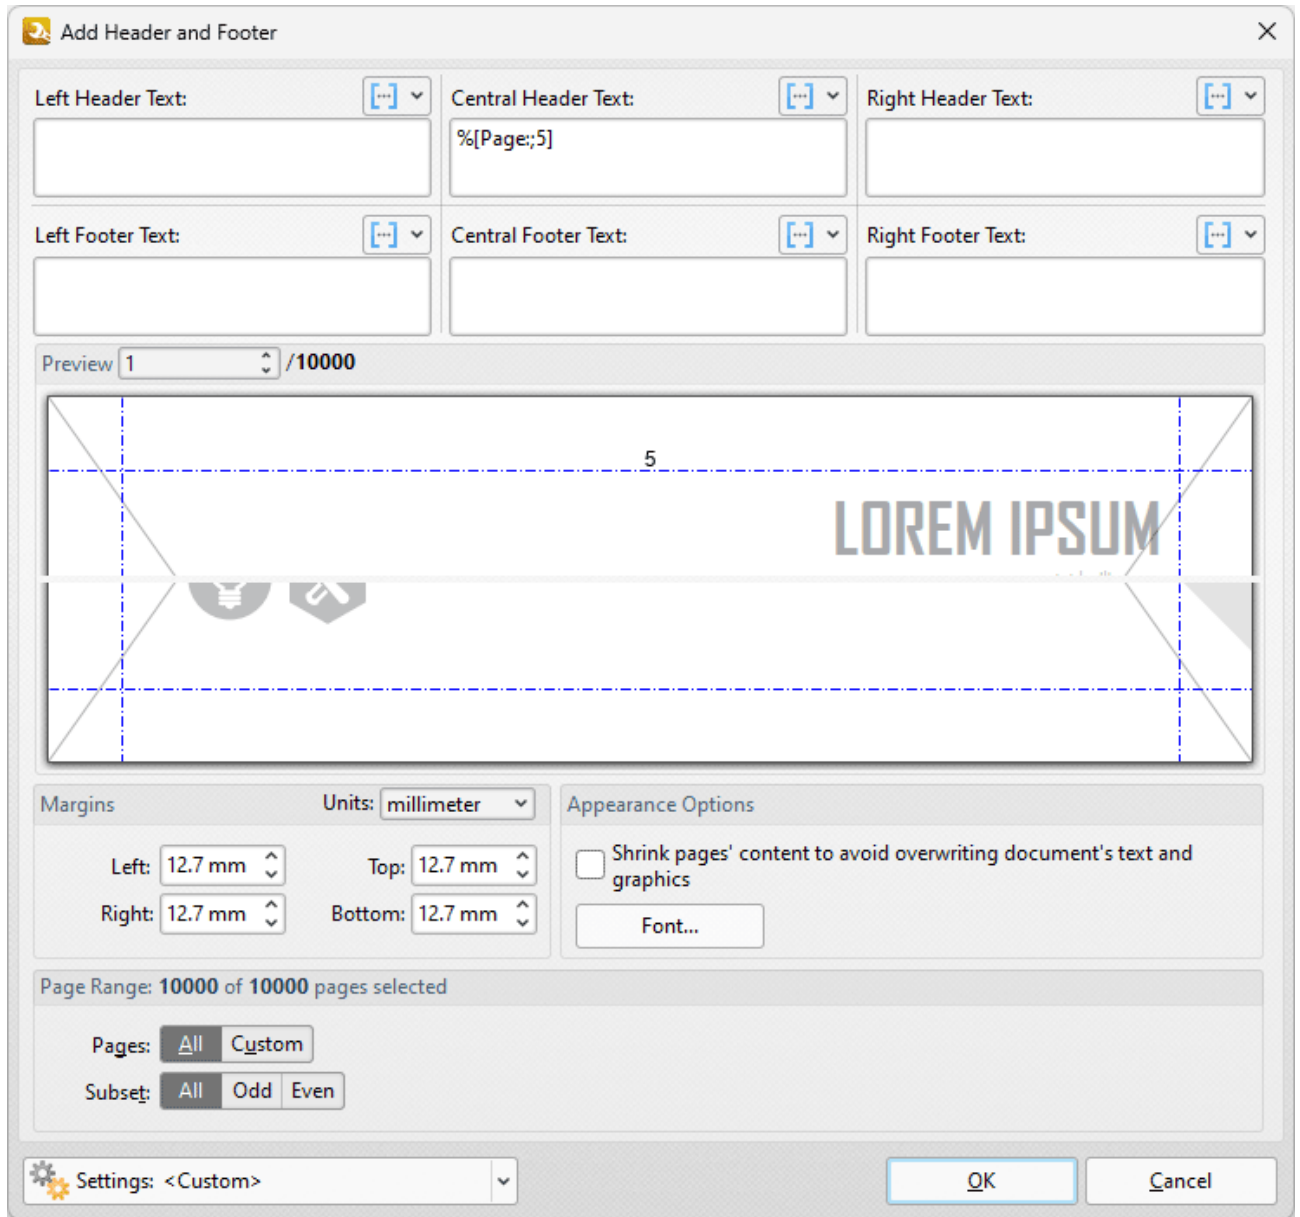 Add Header and Footer
Left Header Text:
Central Header Text:
Right Header Text:
%[Page:;5]
Left Footer Text:
Central Footer Text:
Right Footer Text:
Preview 1 /10000
5
LOREM IPSUM
Margins
Units: millimeter
Appearance Options
Left: 12.7 mm
Top: 12.7 mm
Shrink pages' content to avoid overwriting document's text and
graphics
Right: 12.7 mm
Bottom: 12.7 mm
Font...
Page Range: 10000 of 10000 pages selected
Pages: All Custom
Subset: All Odd Even
Settings: <Custom>
OK
Cancel